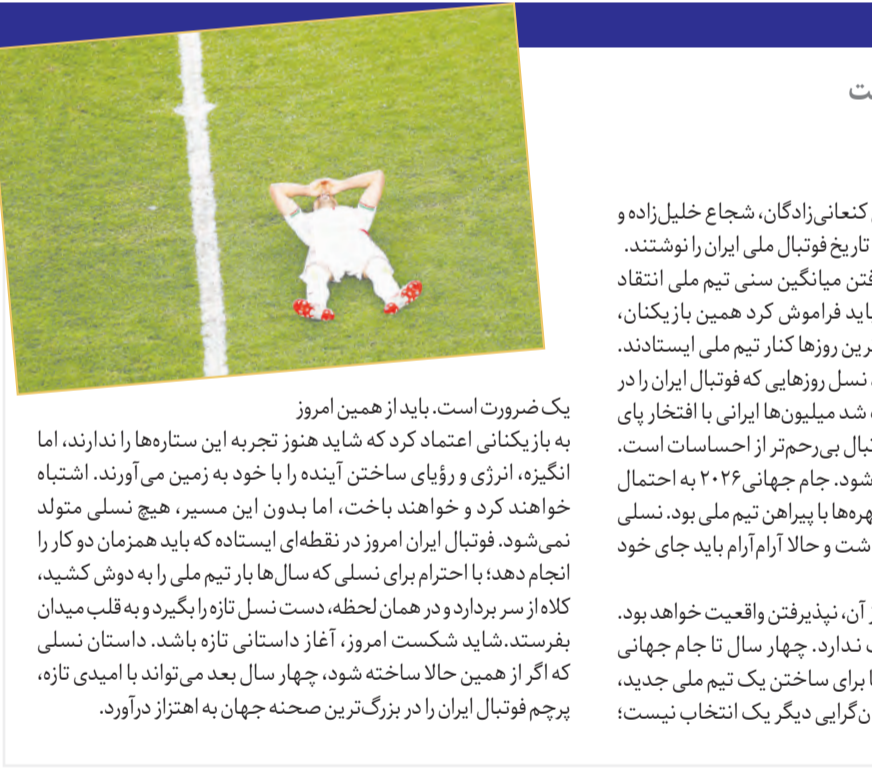 ت
کنعانی‌زادگان، شجاع خلیل‌زاده و
تاریخ فوتبال ملی ایران را نوشتند.
فتن میانگین سنی تیم ملی انتقاد
باید فراموش کرد همین بازیکنان،
رین روزها کنار تیم ملی ایستادند.
نسل روزهایی که فوتبال ایران را در
شد میلیون‌ها ایرانی با افتخار پای
تبال بی‌رحم‌تر از احساسات است.
شود. جام جهانی ۲۰۲۶ به احتمال
هره‌ها با پیراهن تیم ملی بود. نسلی
شت و حالا آرام‌آرام باید جای خود
ز آن، نپذیرفتن واقعیت خواهد بود.
ندارد. چهار سال تا جام جهانی
ا برای ساختن یک تیم ملی جدید،
ن‌گرایی دیگر یک انتخاب نیست؛
یک ضرورت است. باید از همین امروز
به بازیکنانی اعتماد کرد که شاید هنوز تجربه این ستاره‌ها را ندارند، اما
انگیزه، انرژی و رؤیای ساختن آینده را با خود به زمین می‌آورند. اشتباه
خواهند کرد و خواهند باخت، اما بدون این مسیر، هیچ نسلی متولد
نمی‌شود. فوتبال ایران امروز در نقطه‌ای ایستاده که باید همزمان دو کار را
انجام دهد؛ با احترام برای نسلی که سال‌ها بار تیم ملی را به دوش کشید،
کلاه از سر بردارد و در همان لحظه، دست نسل تازه را بگیرد و به قلب میدان
بفرستد.شاید شکست امروز، آغاز داستانی تازه باشد. داستان نسلی
که اگر از همین حالا ساخته شود، چهار سال بعد می‌تواند با امیدی تازه،
پرچم فوتبال ایران را در بزرگ‌ترین صحنه جهان به اهتزاز درآورد.